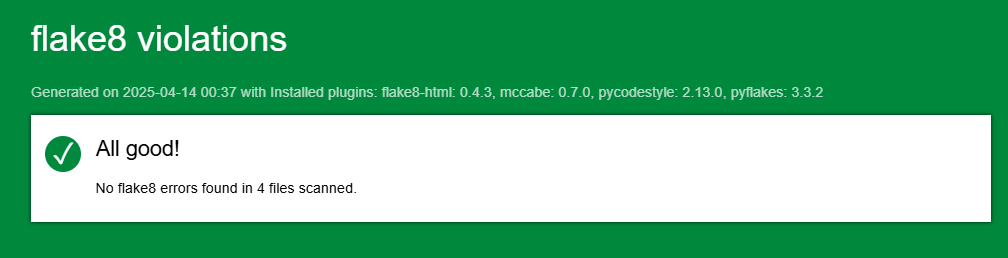 flake8 violations
Generated on 2025-04-14 00:37 with Installed plugins: flake8-html: 0.4.3, mccabe: 0.7.0, pycodestyle: 2.13.0, pyflakes: 3.3.2
All good!
No flake8 errors found in 4 files scanned.